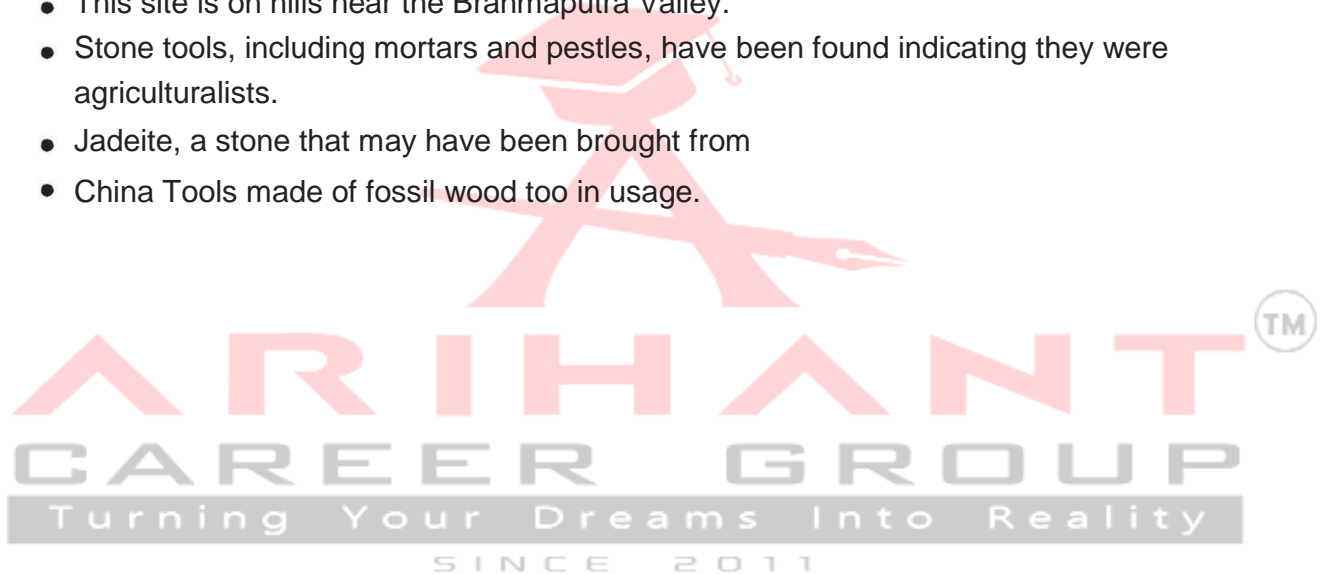 • This site is on hills near the Brahmaputra Valley.
• Stone tools, including mortars and pestles, have been found indicating they were
agriculturalists.
• Jadeite, a stone that may have been brought from
• China Tools made of fossil wood too in usage.
TM
ARIHANT
CAREER GROUP
Turning Your Dreams Into Reality
SINCE 2011